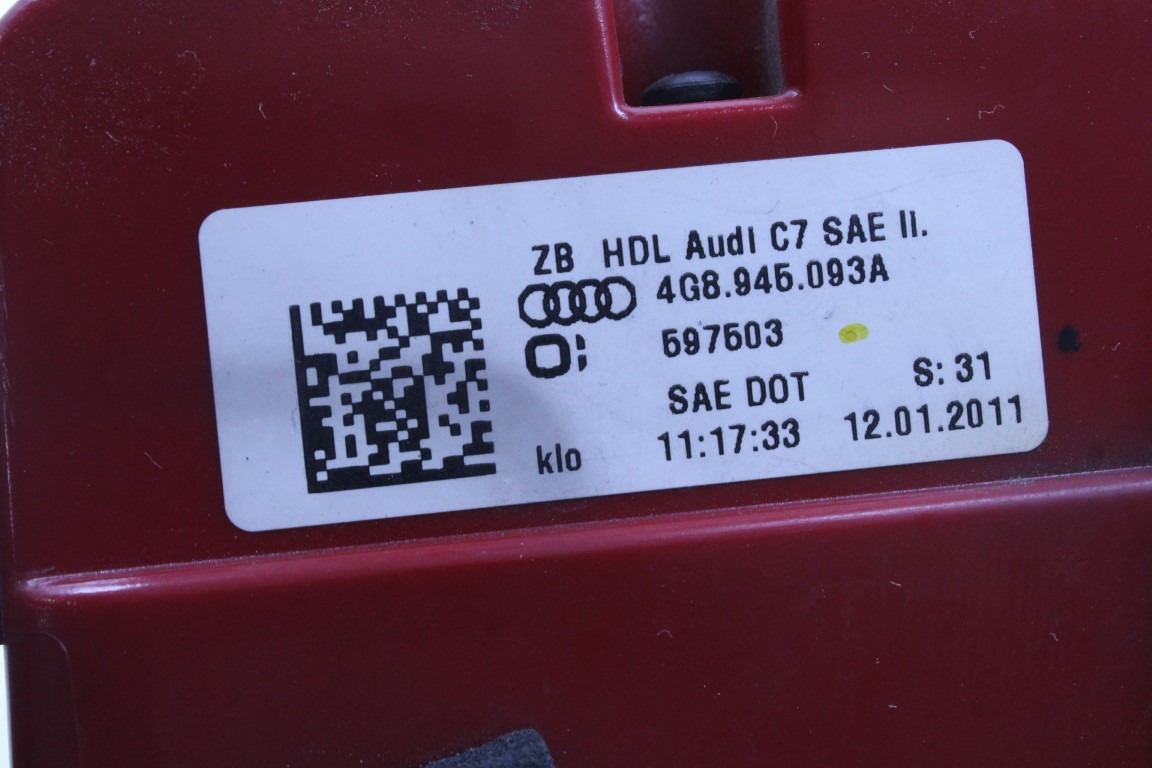 ZB HDL Audi C7 SAE li.
4G8.945.093A
597503
SAE DOT S: 31
klo 11:17:33 12.01.2011